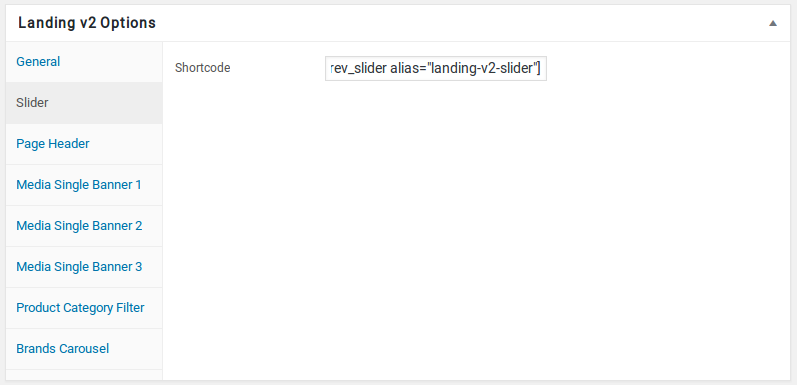 Landing v2 Options
General
Shortcode
rev_slider alias="landing-v2-slider"]
Slider
Page Header
Media Single Banner 1
Media Single Banner 2
Media Single Banner 3
Product Category Filter
Brands Carousel